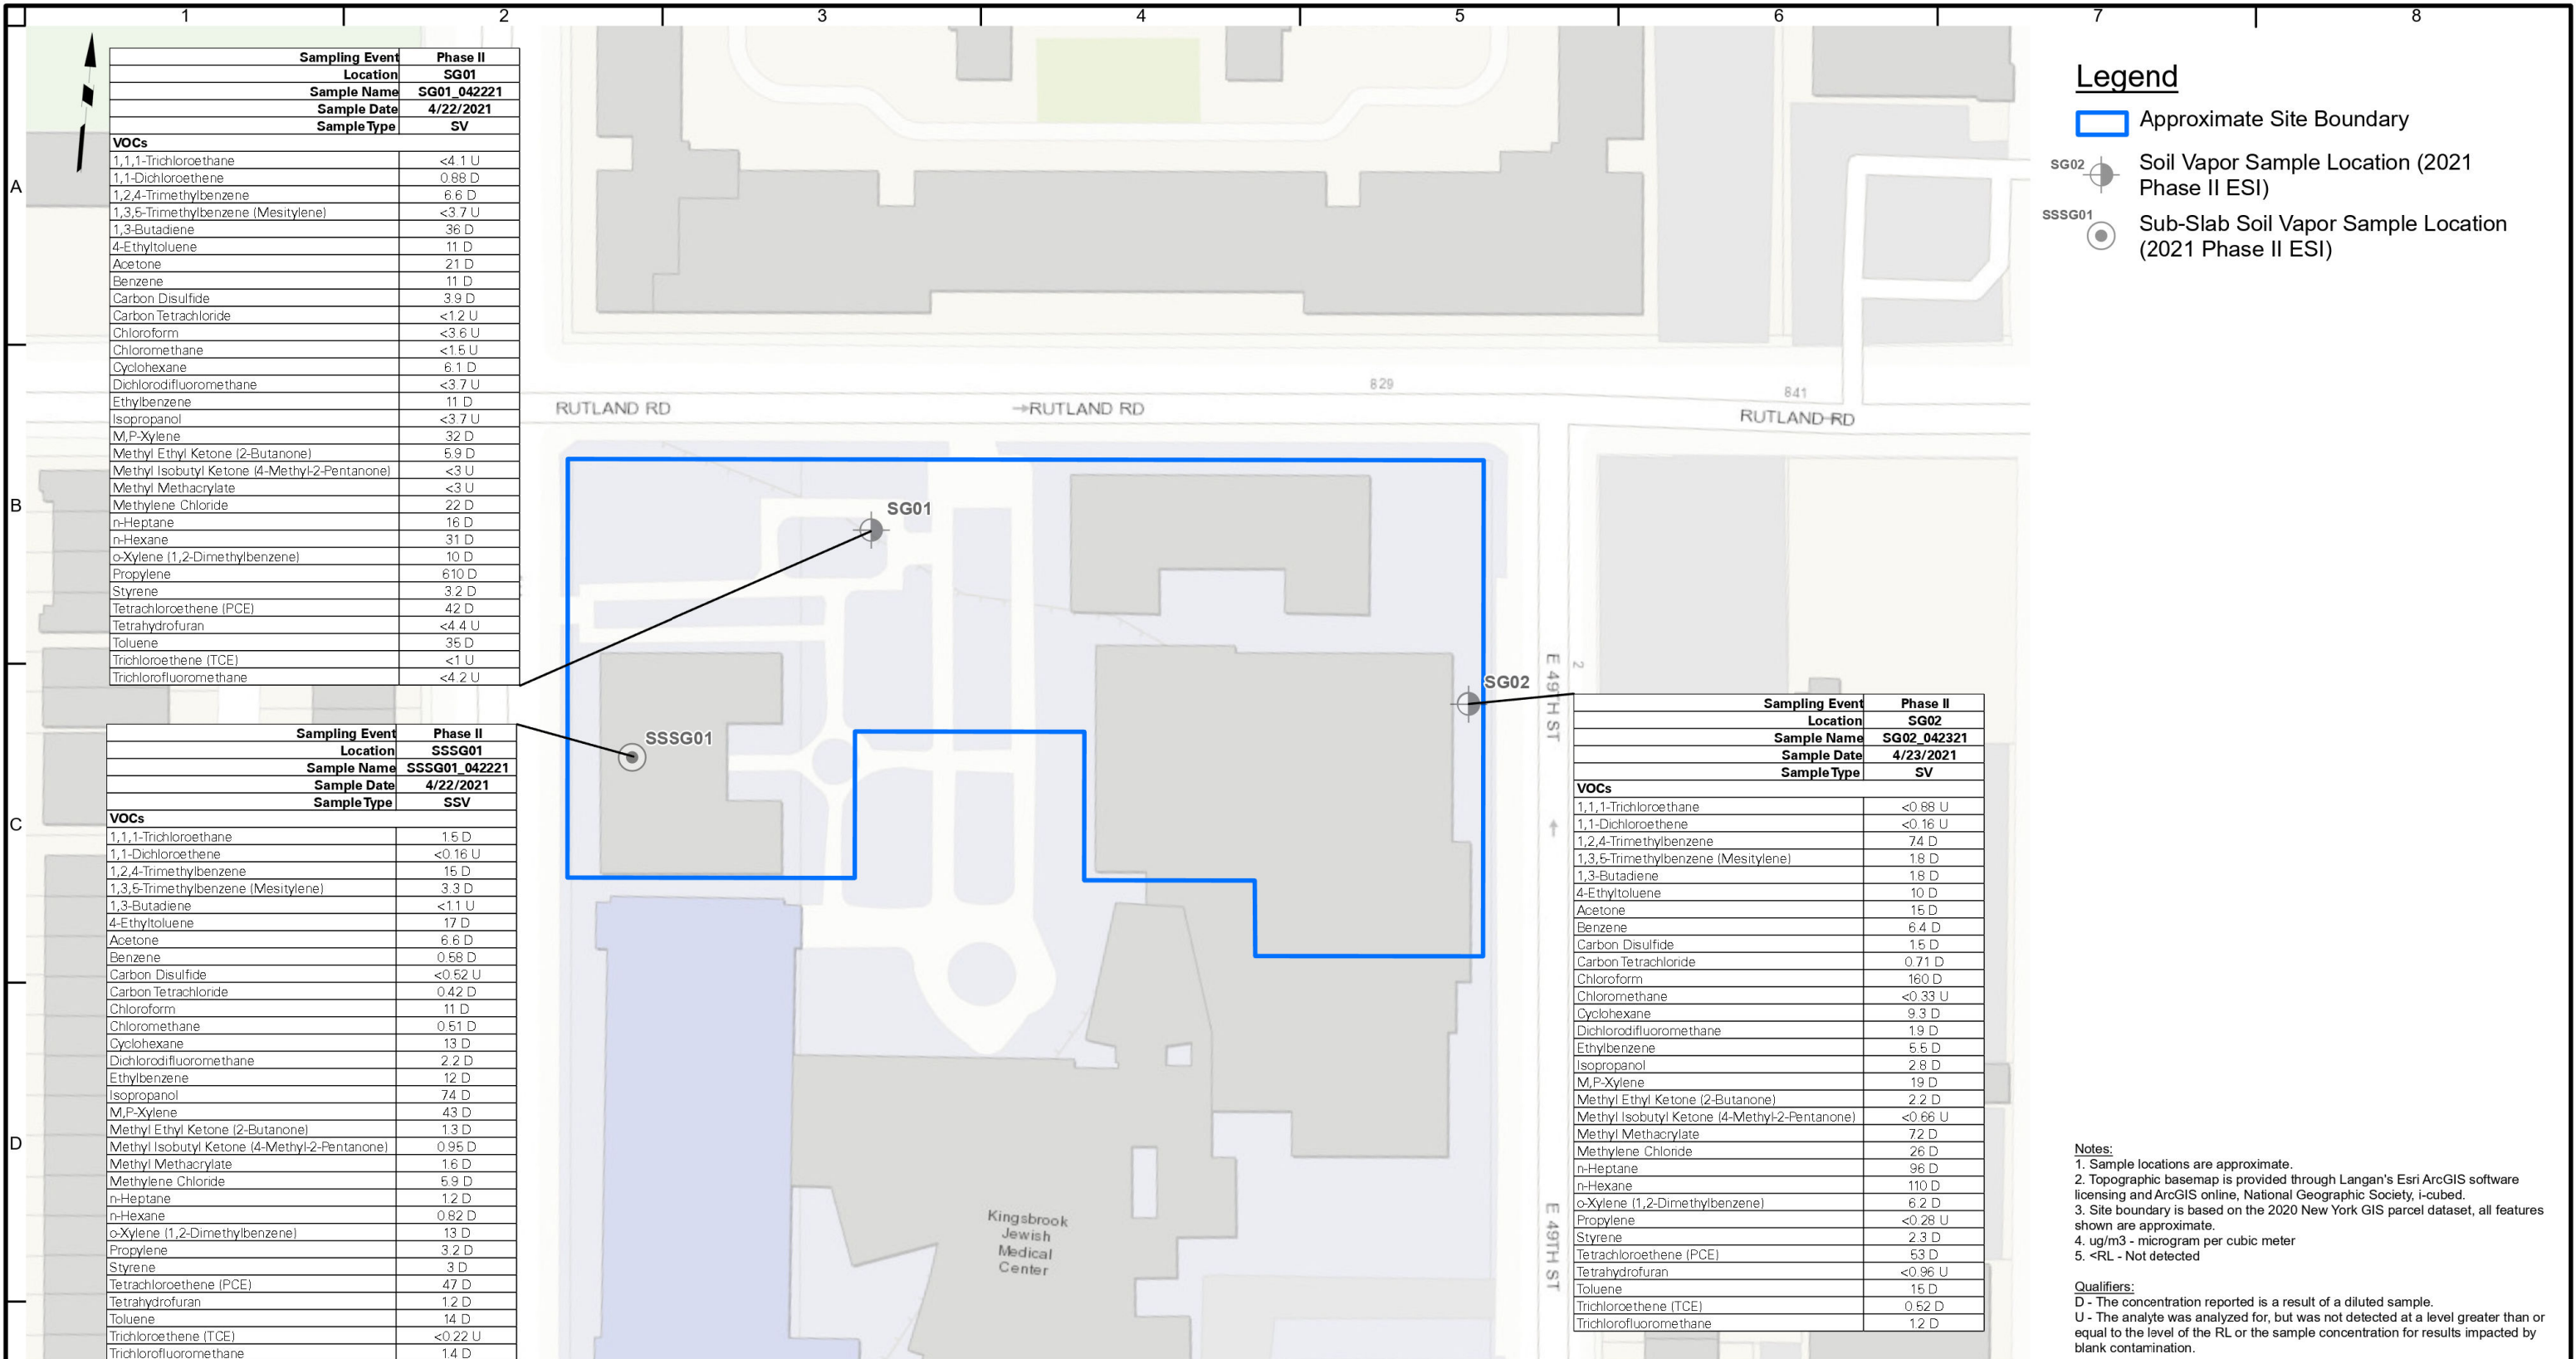 1 2 3 4 5 6 7 8
A
B
C
D
Sampling Event Phase II
Location SG01
Sample Name SG01_042221
Sample Date 4/22/2021
Sample Type SV
VOCs
1,1,1-Trichloroethane <4.1 U
1,1-Dichloroethene 0.88 D
1,2,4-Trimethylbenzene 6.6 D
1,3,5-Trimethylbenzene (Mesitylene) <3.7 U
1,3-Butadiene 36 D
4-Ethyltoluene 11 D
Acetone 21 D
Benzene 11 D
Carbon Disulfide 3.9 D
Carbon Tetrachloride <1.2 U
Chloroform <3.6 U
Chloromethane <1.5 U
Cyclohexane 6.1 D
Dichlorodifluoromethane <3.7 U
Ethylbenzene 11 D
Isopropanol <3.7 U
M,P-Xylene 32 D
Methyl Ethyl Ketone (2-Butanone) 5.9 D
Methyl Isobutyl Ketone (4-Methyl-2-Pentanone) <3 U
Methyl Methacrylate <3 U
Methylene Chloride 22 D
n-Heptane 16 D
n-Hexane 31 D
o-Xylene (1,2-Dimethylbenzene) 10 D
Propylene 610 D
Styrene 3.2 D
Tetrachloroethene (PCE) 42 D
Tetrahydrofuran <4.4 U
Toluene 35 D
Trichloroethene (TCE) <1 U
Trichlorofluoromethane <4.2 U
Sampling Event Phase II
Location SSSG01
Sample Name SSSG01_042221
Sample Date 4/22/2021
Sample Type SSV
VOCs
1,1,1-Trichloroethane 1.5 D
1,1-Dichloroethene <0.16 U
1,2,4-Trimethylbenzene 15 D
1,3,5-Trimethylbenzene (Mesitylene) 3.3 D
1,3-Butadiene <1.1 U
4-Ethyltoluene 17 D
Acetone 6.6 D
Benzene 0.58 D
Carbon Disulfide <0.52 U
Carbon Tetrachloride 0.42 D
Chloroform 11 D
Chloromethane 0.51 D
Cyclohexane 13 D
Dichlorodifluoromethane 2.2 D
Ethylbenzene 12 D
Isopropanol 7.4 D
M,P-Xylene 43 D
Methyl Ethyl Ketone (2-Butanone) 1.3 D
Methyl Isobutyl Ketone (4-Methyl-2-Pentanone) 0.95 D
Methyl Methacrylate 1.6 D
Methylene Chloride 5.9 D
n-Heptane 1.2 D
n-Hexane 0.82 D
o-Xylene (1,2-Dimethylbenzene) 13 D
Propylene 3.2 D
Styrene 3 D
Tetrachloroethene (PCE) 47 D
Tetrahydrofuran 1.2 D
Toluene 14 D
Trichloroethene (TCE) <0.22 U
Trichlorofluoromethane 1.4 D
829
841
RUTLAND RD
→RUTLAND RD
RUTLAND RD
SG01
SG02
SSSG01
E 49TH ST
2
E 49TH ST
Kingsbrook
Jewish
Medical
Center
Sampling Event Phase II
Location SG02
Sample Name SG02_042321
Sample Date 4/23/2021
Sample Type SV
VOCs
1,1,1-Trichloroethane <0.88 U
1,1-Dichloroethene <0.16 U
1,2,4-Trimethylbenzene 7.4 D
1,3,5-Trimethylbenzene (Mesitylene) 1.8 D
1,3-Butadiene 1.8 D
4-Ethyltoluene 10 D
Acetone 15 D
Benzene 6.4 D
Carbon Disulfide 1.5 D
Carbon Tetrachloride 0.71 D
Chloroform 160 D
Chloromethane <0.33 U
Cyclohexane 9.3 D
Dichlorodifluoromethane 1.9 D
Ethylbenzene 5.5 D
Isopropanol 2.8 D
M,P-Xylene 19 D
Methyl Ethyl Ketone (2-Butanone) 2.2 D
Methyl Isobutyl Ketone (4-Methyl-2-Pentanone) <0.66 U
Methyl Methacrylate 7.2 D
Methylene Chloride 26 D
n-Heptane 96 D
n-Hexane 110 D
o-Xylene (1,2-Dimethylbenzene) 6.2 D
Propylene <0.28 U
Styrene 2.3 D
Tetrachloroethene (PCE) 53 D
Tetrahydrofuran <0.96 U
Toluene 15 D
Trichloroethene (TCE) 0.52 D
Trichlorofluoromethane 1.2 D
Legend
Approximate Site Boundary
SG02 Soil Vapor Sample Location (2021
Phase II ESI)
SSSG01 Sub-Slab Soil Vapor Sample Location
(2021 Phase II ESI)
Notes:
1. Sample locations are approximate.
2. Topographic basemap is provided through Langan's Esri ArcGIS software
licensing and ArcGIS online, National Geographic Society, i-cubed.
3. Site boundary is based on the 2020 New York GIS parcel dataset, all features
shown are approximate.
4. ug/m3 - microgram per cubic meter
5. <RL - Not detected
Qualifiers:
D - The concentration reported is a result of a diluted sample.
U - The analyte was analyzed for, but was not detected at a level greater than or
equal to the level of the RL or the sample concentration for results impacted by
blank contamination.